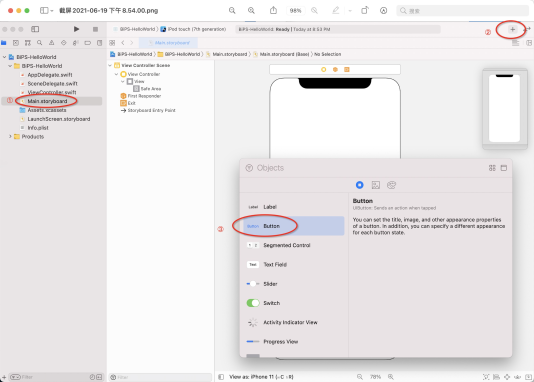 截屏 2021-06-19 下午 8.54.00.png
98%
搜索
BIPS-HelloWorld
iPod touch (7th generation)
BIPS-HelloWorld: Ready | Today at 8:53 PM
②
Main.storyboard
BIPS-HelloWorld
BIPS-HelloWorld
AppDelegate.swift
SceneDelegate.swift
ViewController.swift
① Main.storyboard
Assets.xcassets
LaunchScreen.storyboard
Info.plist
Products
BIPS-HelloWorld
BIPS-HelloWorld
Main.storyboard
Main.storyboard (Base)
No Selection
View Controller Scene
View Controller
View
Safe Area
First Responder
Exit
Storyboard Entry Point
Objects
Label
Label
③
Button
Button
1 2
Segmented Control
Text
Text Field
Slider
Switch
Activity Indicator View
Progress View
Button
UIButton: Sends an action when tapped
You can set the title, image, and other appearance properties
of a button. In addition, you can specify a different appearance
for each button state.
Filter
Filter
View as: iPhone 11 (wC hR)
78%